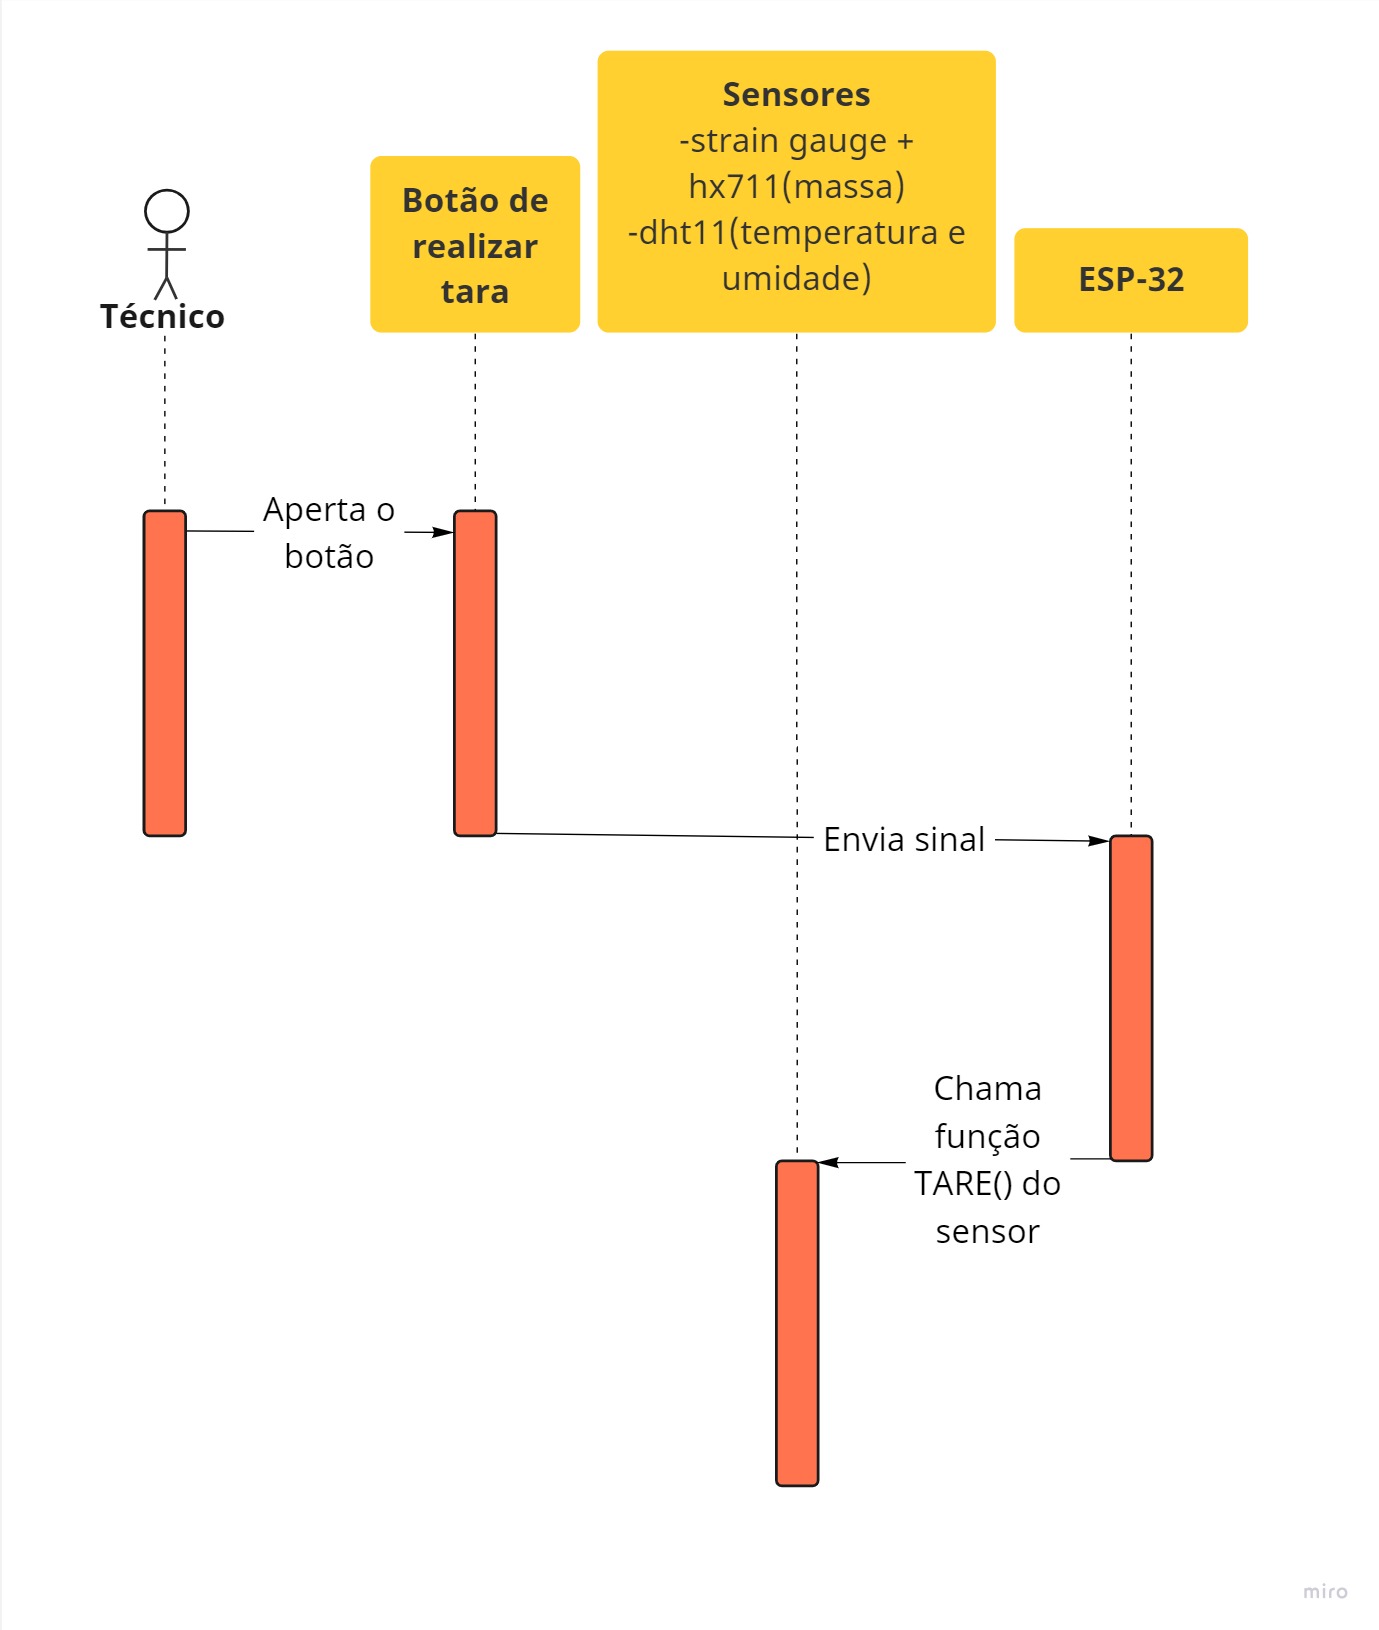 Sensores
-strain gauge +
hx711(massa)
-dht11(temperatura e
umidade)
Botão de
realizar
tara
ESP-32
Técnico
Aperta o
botão
Envia sinal
Chama
função
TARE() do
sensor
miro